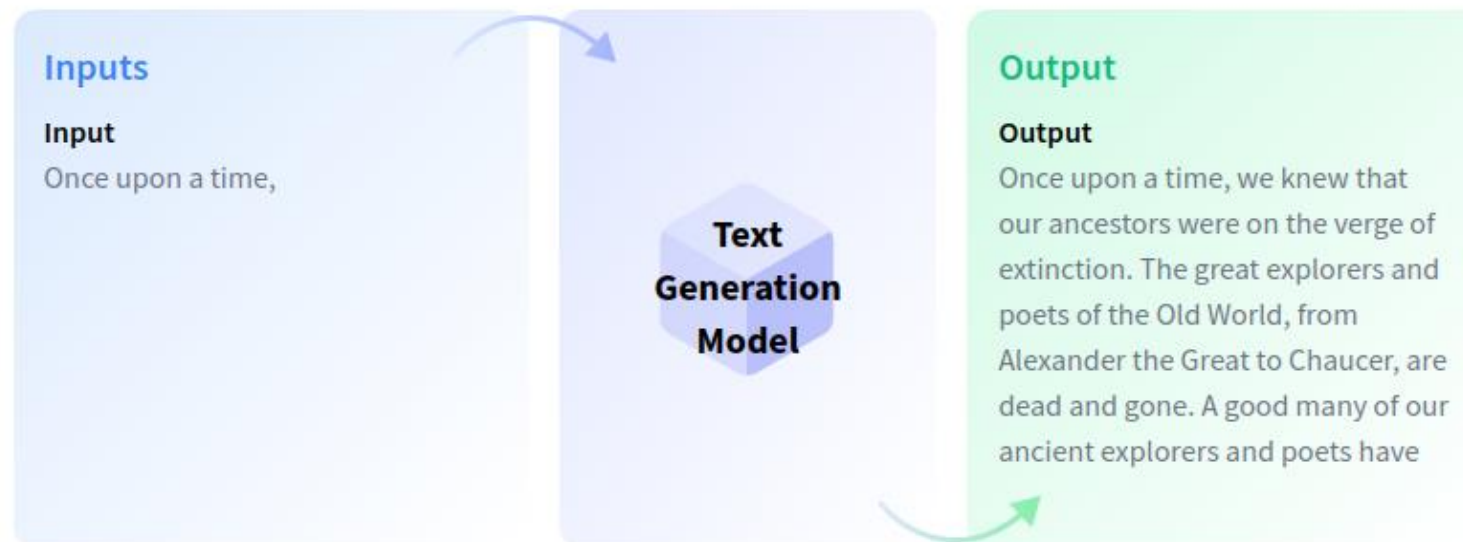 Inputs
Input
Once upon a time,
Text
Generation
Model
Output
Output
Once upon a time, we knew that
our ancestors were on the verge of
extinction. The great explorers and
poets of the Old World, from
Alexander the Great to Chaucer, are
dead and gone. A good many of our
ancient explorers and poets have